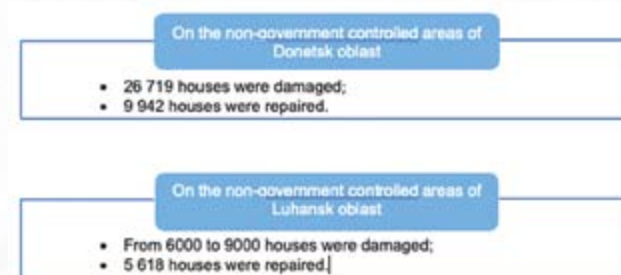 On the non-government controlled areas of
Donetsk oblast
• 26 719 houses were damaged;
• 9 942 houses were repaired.
On the non-government controlled areas of
Luhansk oblast
• From 6000 to 9000 houses were damaged;
• 5 618 houses were repaired.